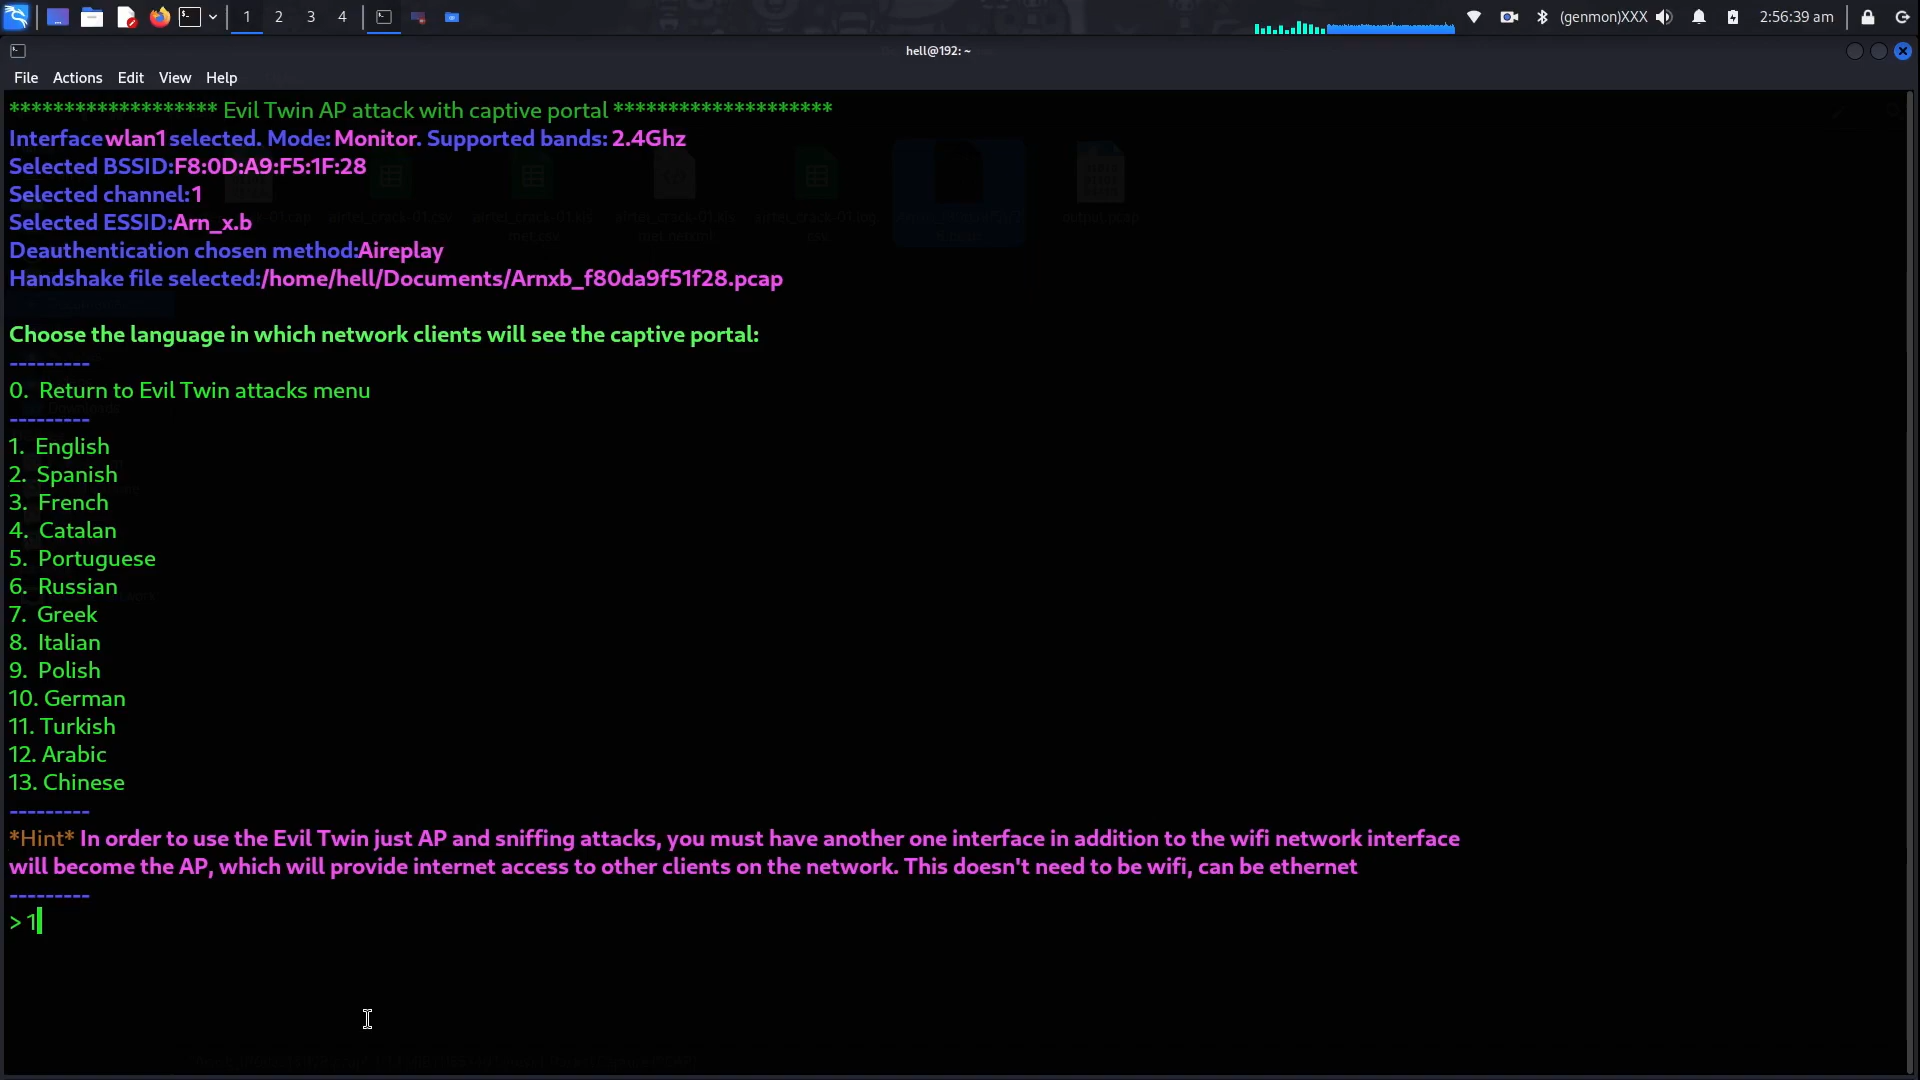 1 2 3 4
(genmon)XXX 2:56:39 am
hell@192: ~
File Actions Edit View Help
******************* Evil Twin AP attack with captive portal ********************
Interface wlan1 selected. Mode: Monitor. Supported bands: 2.4Ghz
Selected BSSID: F8:0D:A9:F5:1F:28
Selected channel: 1
Selected ESSID: Arn_x.b
Deauthentication chosen method: Aireplay
Handshake file selected: /home/hell/Documents/Arnxb_f80da9f51f28.pcap
Choose the language in which network clients will see the captive portal:
---------
0. Return to Evil Twin attacks menu
---------
1. English
2. Spanish
3. French
4. Catalan
5. Portuguese
6. Russian
7. Greek
8. Italian
9. Polish
10. German
11. Turkish
12. Arabic
13. Chinese
---------
*Hint* In order to use the Evil Twin just AP and sniffing attacks, you must have another one interface in addition to the wifi network interface
will become the AP, which will provide internet access to other clients on the network. This doesn't need to be wifi, can be ethernet
---------
> 1